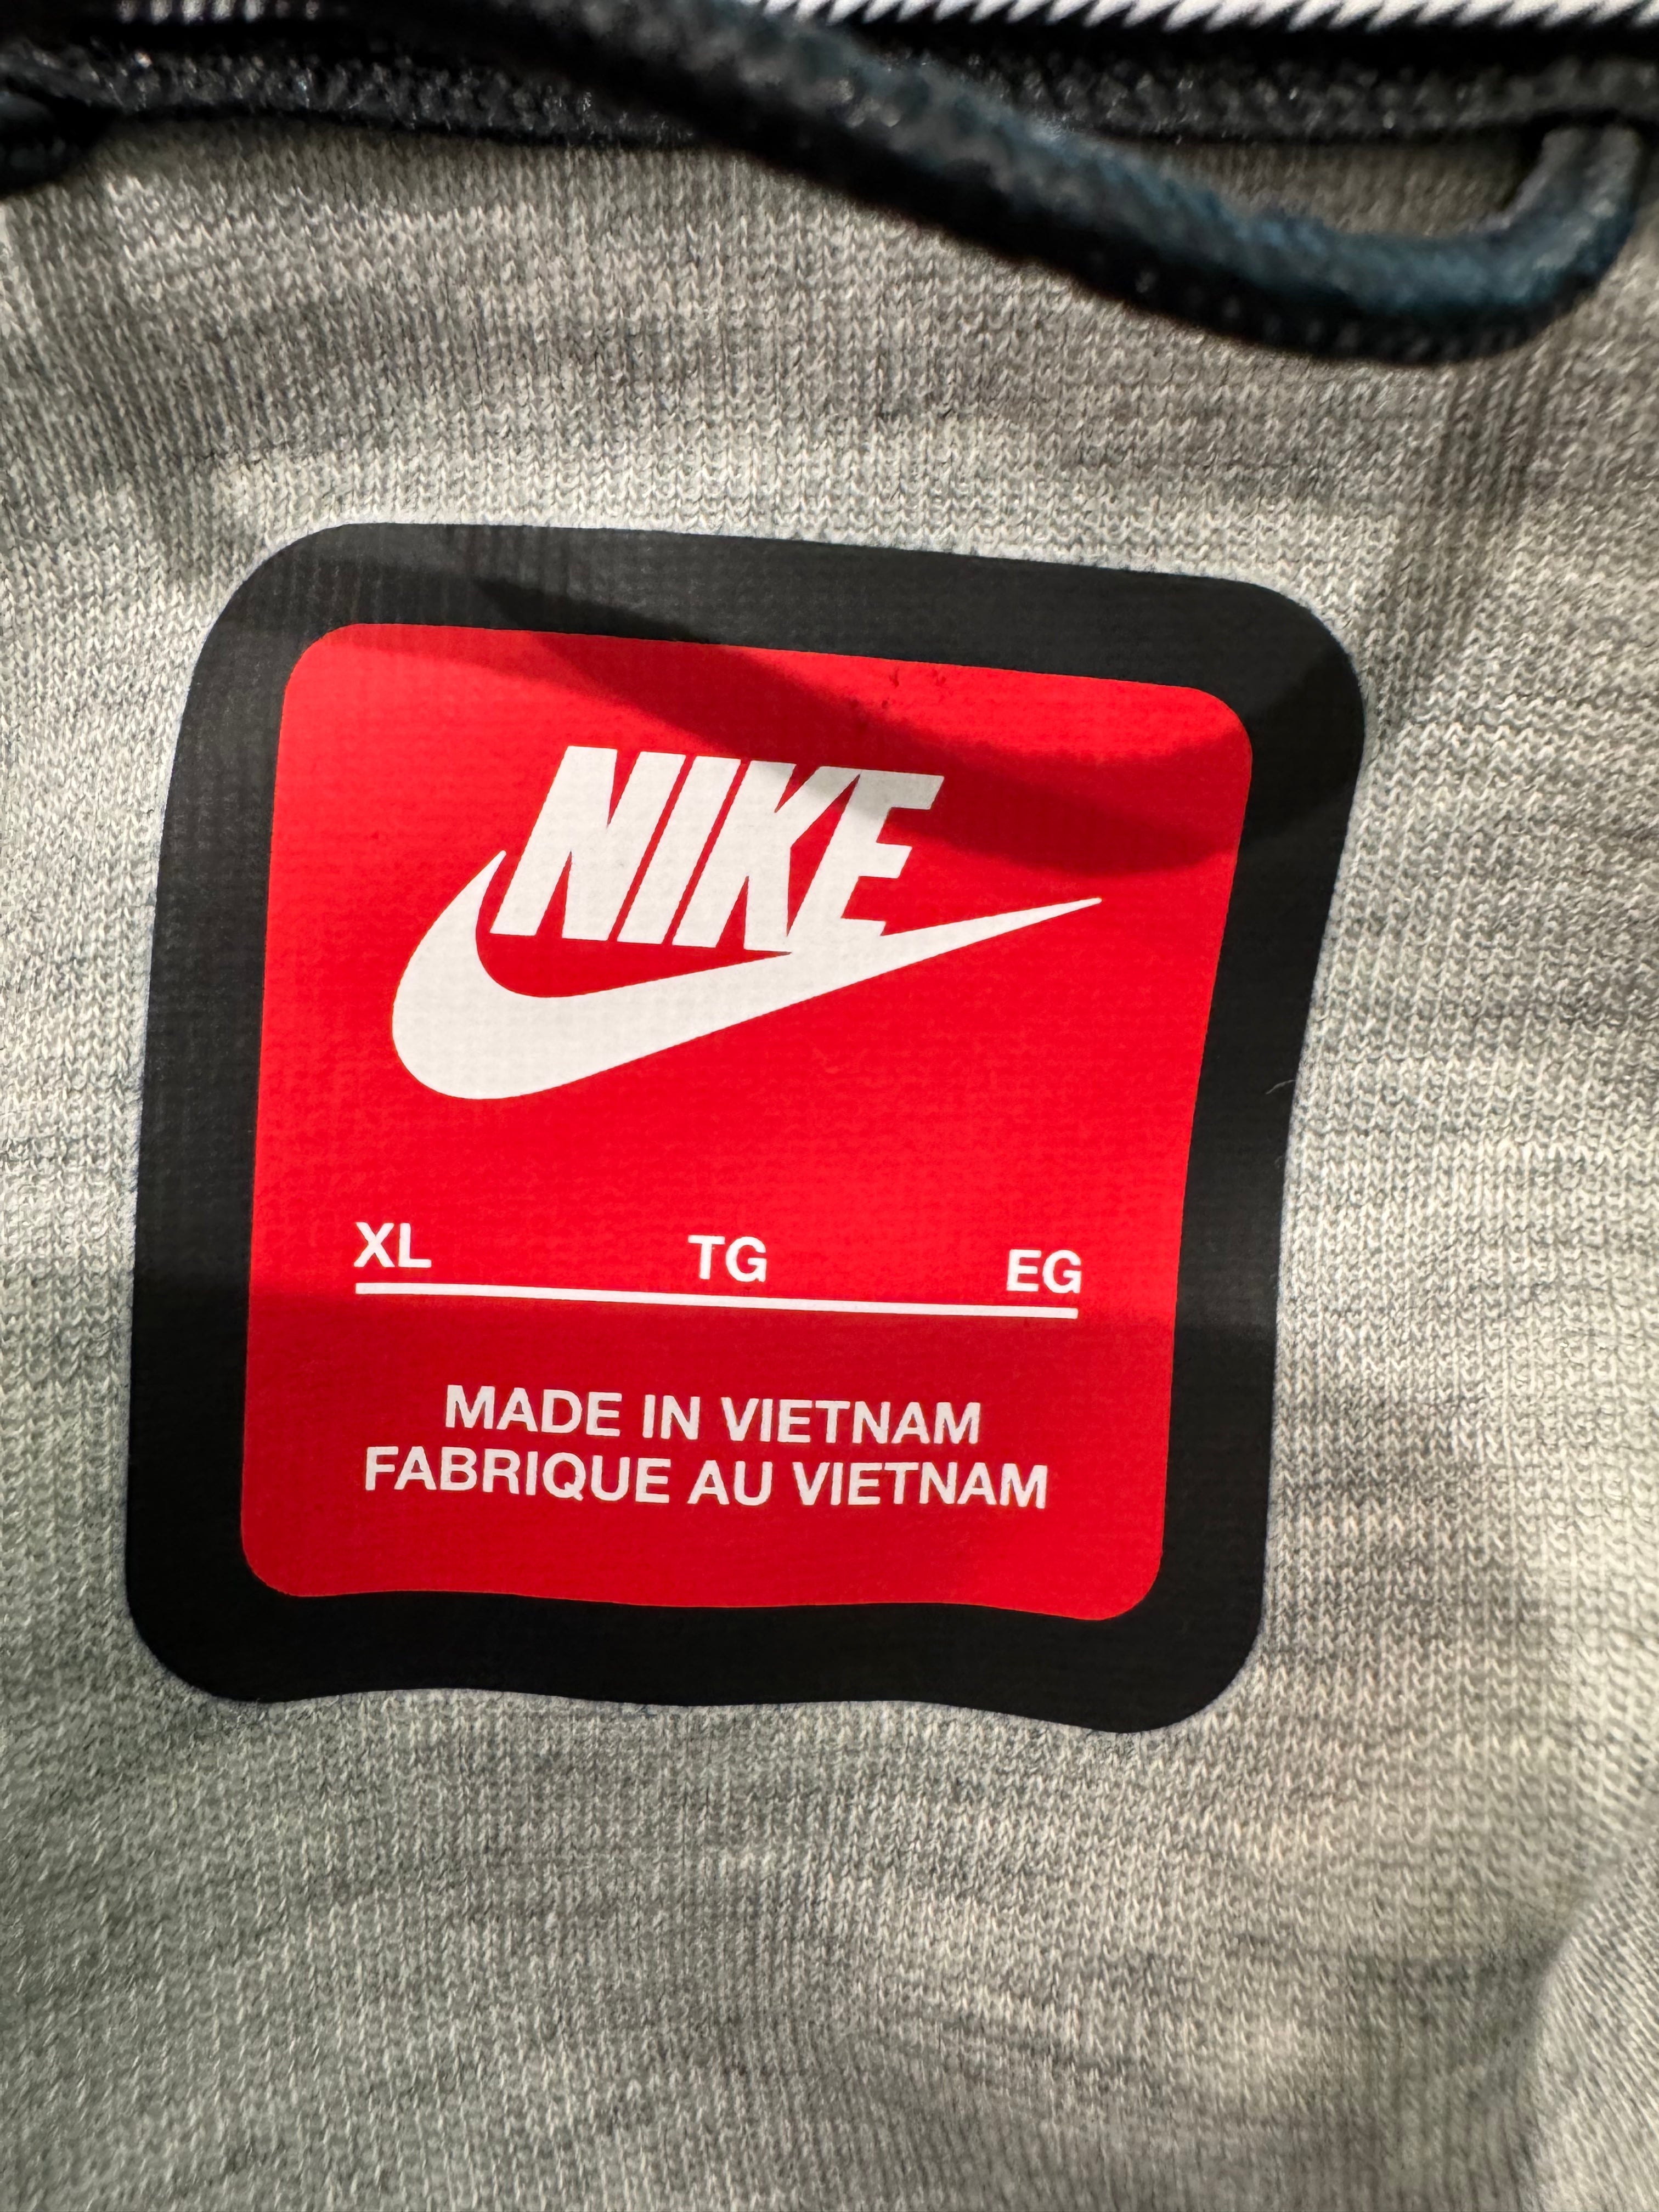 NIKE
XL TG EG
MADE IN VIETNAM
FABRIQUE AU VIETNAM